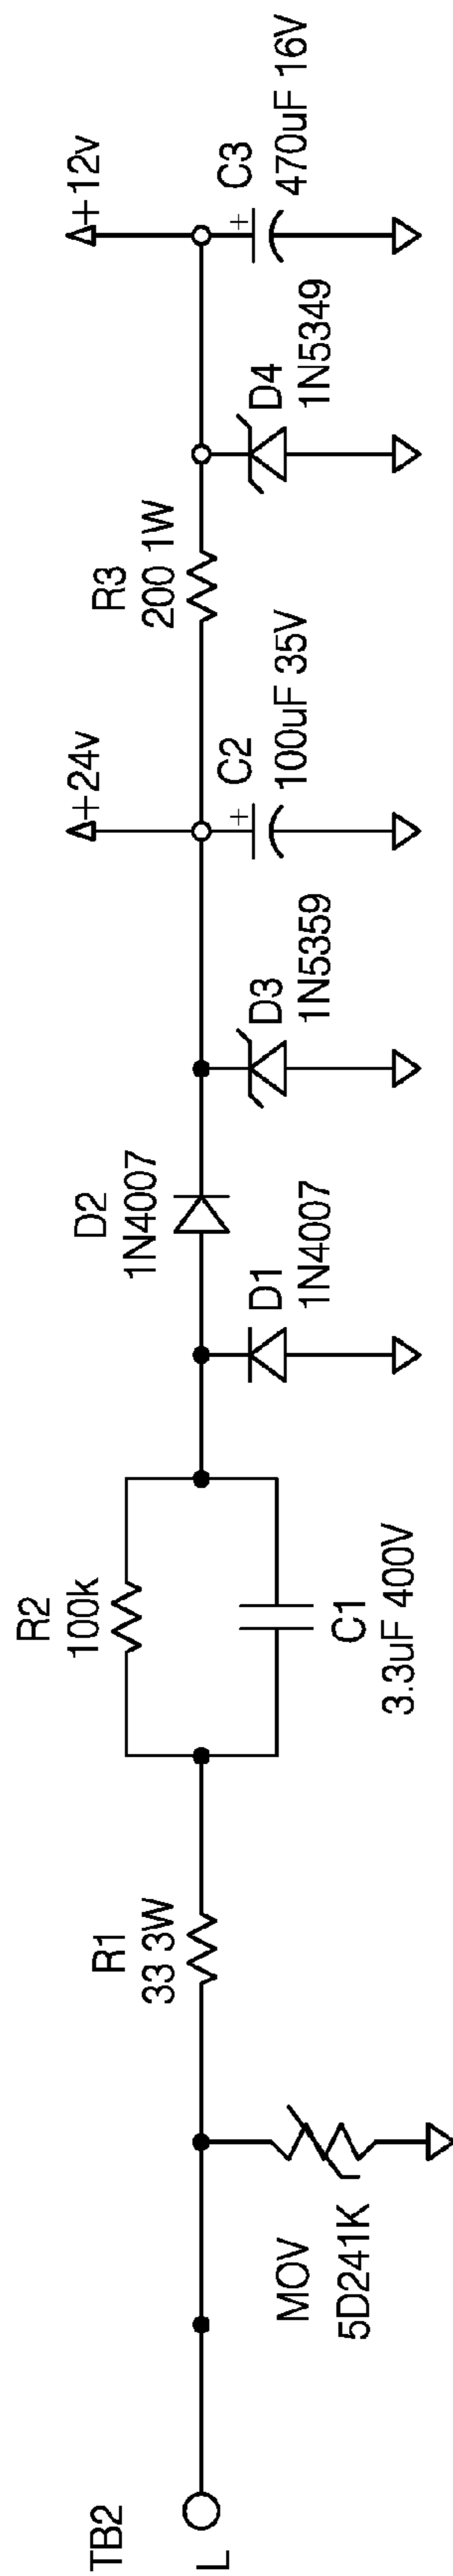 TB2
L
MOV
5D241K
R1
33 3W
R2
100k
C1
3.3uF 400V
D1
1N4007
D2
1N4007
D3
1N5359
+24v
C2
+
100uF 35V
R3
200 1W
D4
1N5349
+12v
C3
+
470uF 16V